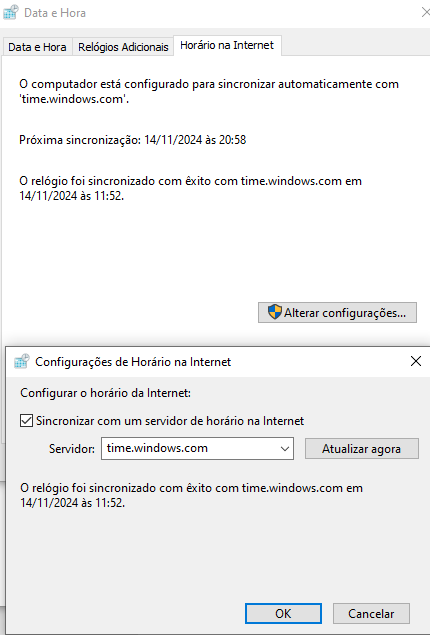 Data e Hora
Data e Hora Relógios Adicionais Horário na Internet
O computador está configurado para sincronizar automaticamente com
'time.windows.com'.
Próxima sincronização: 14/11/2024 às 20:58
O relógio foi sincronizado com êxito com time.windows.com em
14/11/2024 às 11:52.
Alterar configurações...
Configurações de Horário na Internet
Configurar o horário da Internet:
Sincronizar com um servidor de horário na Internet
Servidor: time.windows.com Atualizar agora
O relógio foi sincronizado com êxito com time.windows.com em
14/11/2024 às 11:52.
OK Cancelar